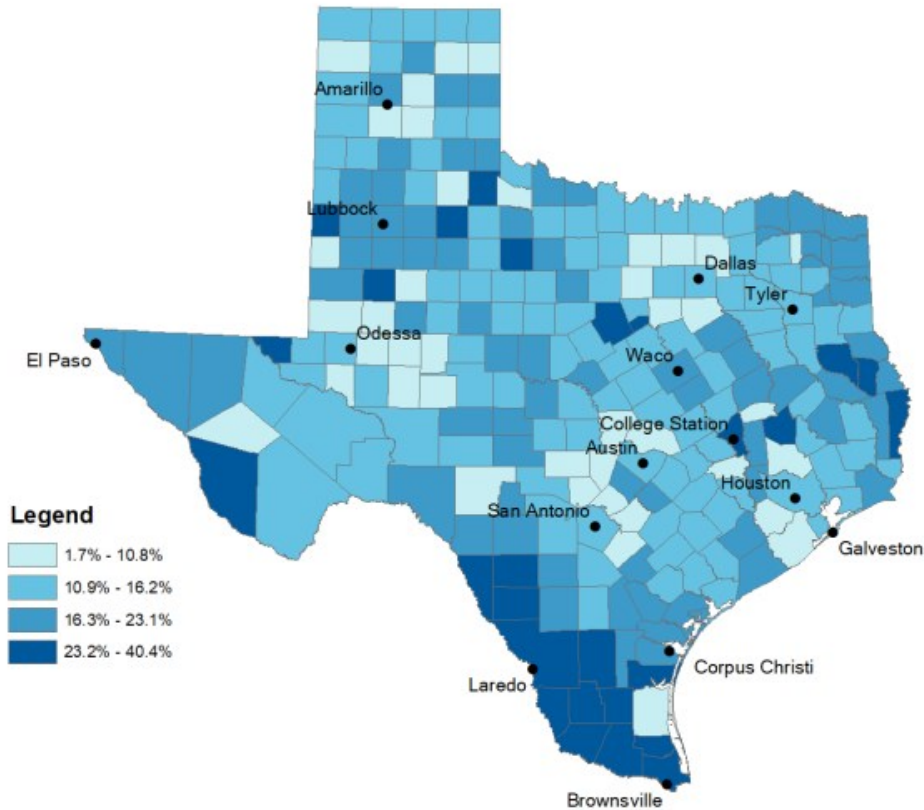 Amarillo
Lubbock
Dallas
Tyler
Odessa
El Paso
Waco
College Station
Austin
Houston
San Antonio
Galveston
Legend
1.7% - 10.8%
10.9% - 16.2%
16.3% - 23.1%
23.2% - 40.4%
Corpus Christi
Laredo
Brownsville